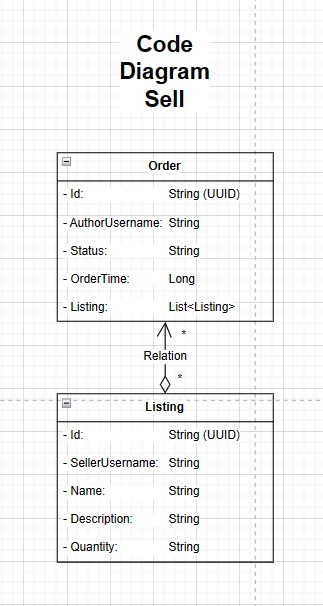 Code
Diagram
Sell
Order
- Id: String (UUID)
- AuthorUsername: String
- Status: String
- OrderTime: Long
- Listing: List<Listing>
*
Relation
*
Listing
- Id: String (UUID)
- SellerUsername: String
- Name: String
- Description: String
- Quantity: String